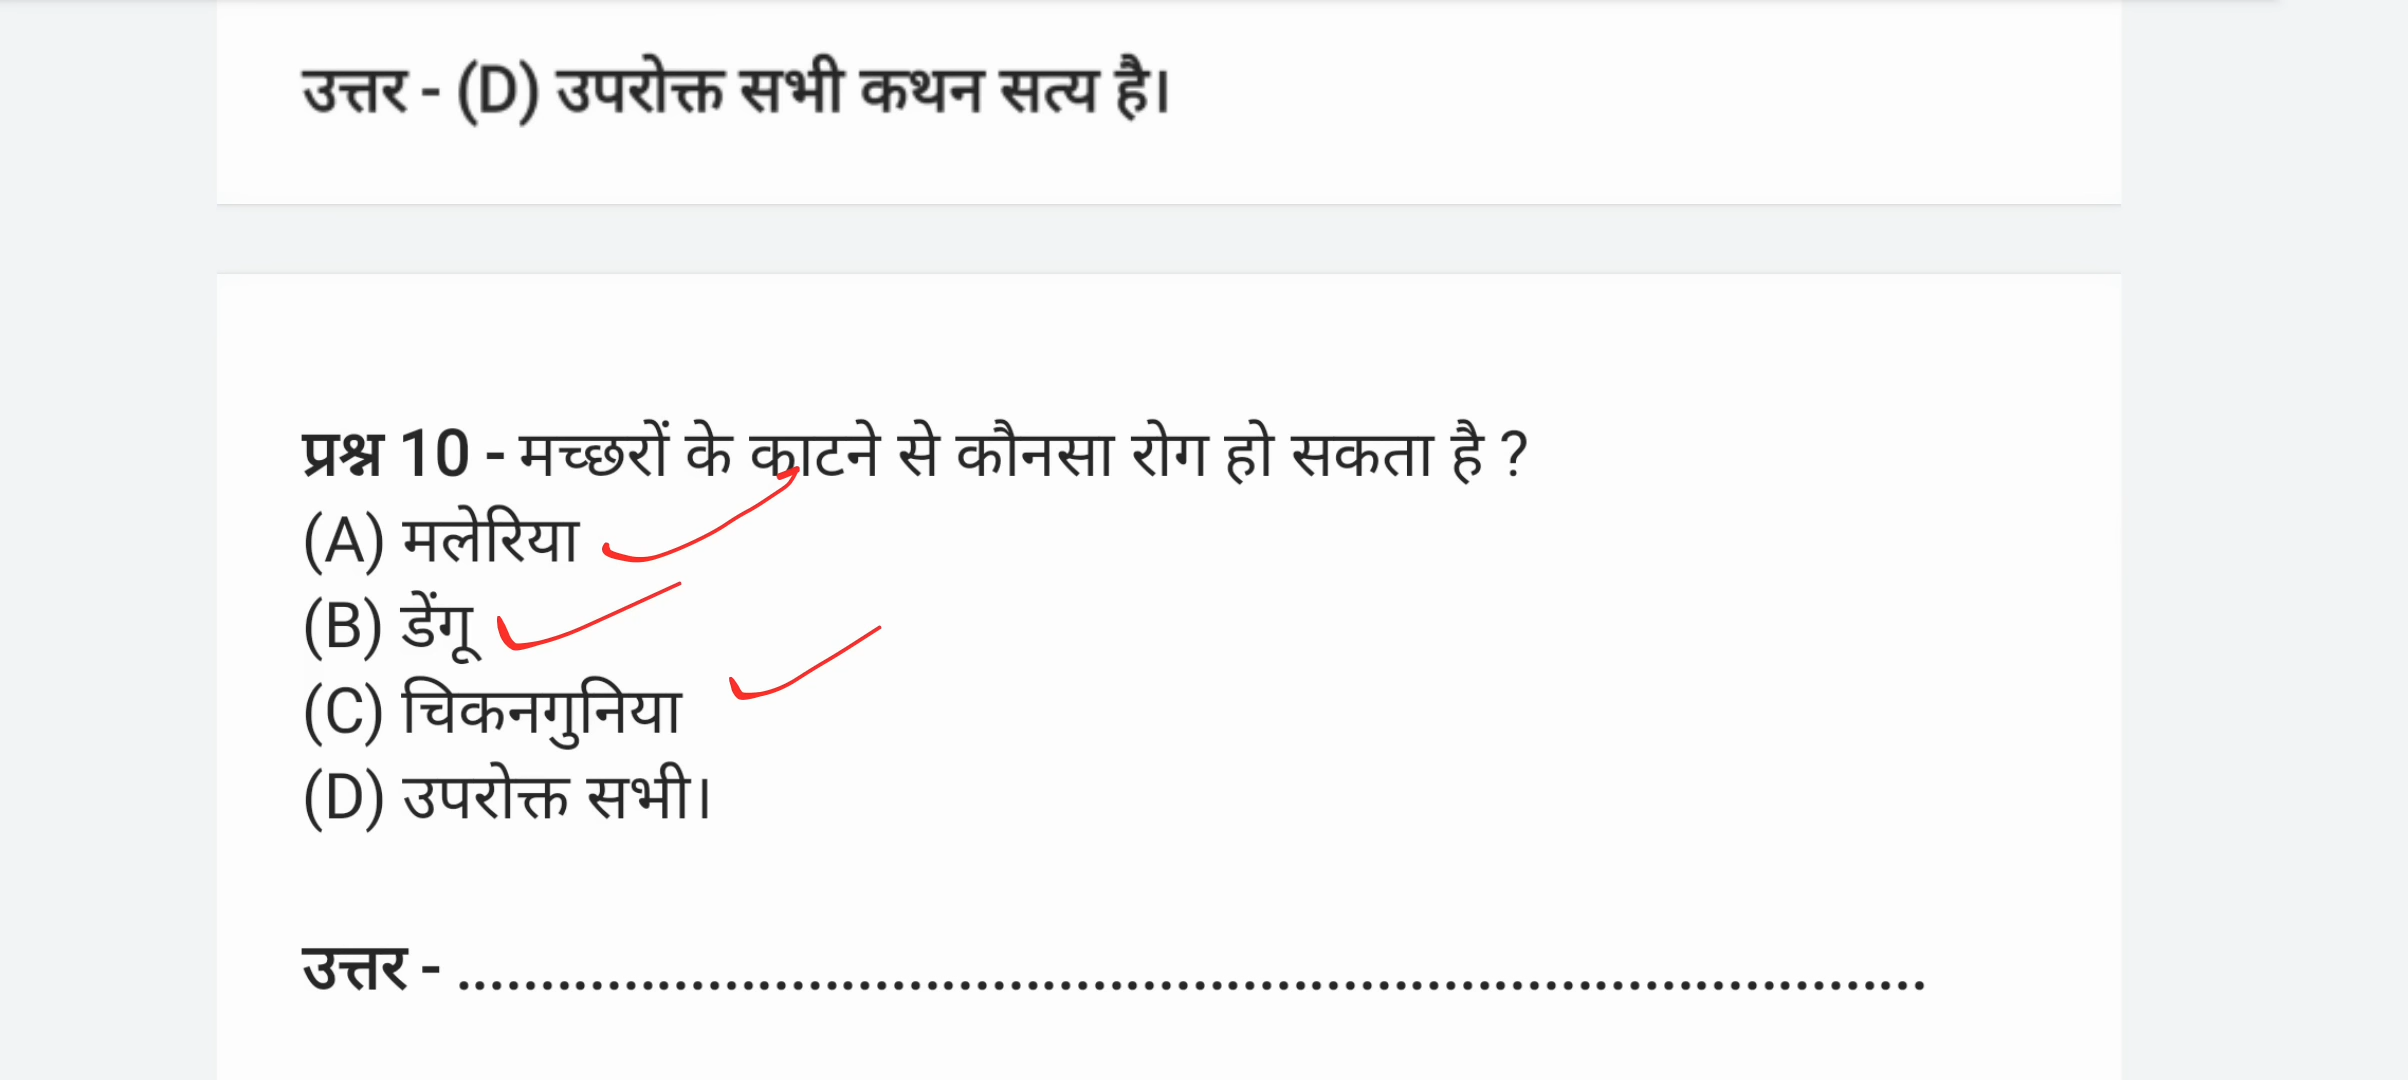 उत्तर - (D) उपरोक्त सभी कथन सत्य है।
प्रश्न 10 - मच्छरों के काटने से कौनसा रोग हो सकता है ?
(A) मलेरिया
(B) डेंगू
(C) चिकनगुनिया
(D) उपरोक्त सभी।
उत्तर - ........................................................................................